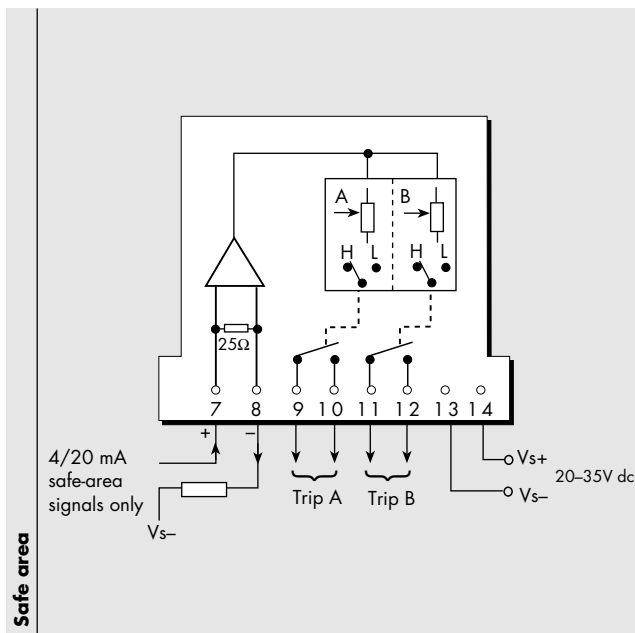 A B
H L H L
25Ω
7 8 9 10 11 12 13 14
+ –
4/20 mA
safe-area
signals only
Vs–
Trip A Trip B
Vs+
Vs–
20–35V dc
Safe area